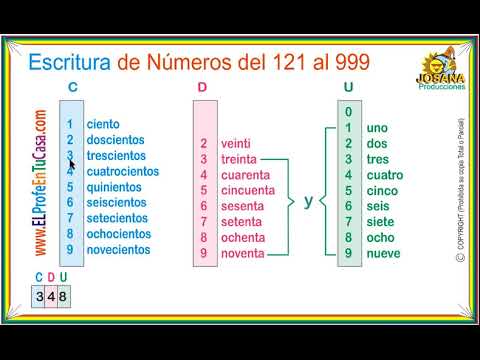 Escritura de Números del 121 al 999
JOSANA
Producciones
C D U
0
1 ciento 1 uno
2 doscientos 2 veinti 2 dos
3 trescientos 3 treinta 3 tres
4 cuatrocientos 4 cuarenta 4 cuatro
5 quinientos 5 cincuenta y 5 cinco
6 seiscientos 6 sesenta 6 seis
7 setecientos 7 setenta 7 siete
8 ochocientos 8 ochenta 8 ocho
9 novecientos 9 noventa 9 nueve
C D U
3 4 8
www.ELProfeEnTuCasa.com
© COPYRIGHT (Prohibida su copia Total o Parcial)